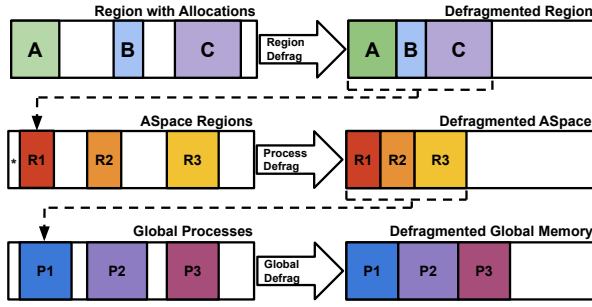 Region with Allocations
Defragmented Region
A
B
C
Region
Defrag
A
B
C
ASpace Regions
Defragmented ASpace
*
R1
R2
R3
Process
Defrag
R1
R2
R3
Global Processes
Defragmented Global Memory
P1
P2
P3
Global
Defrag
P1
P2
P3